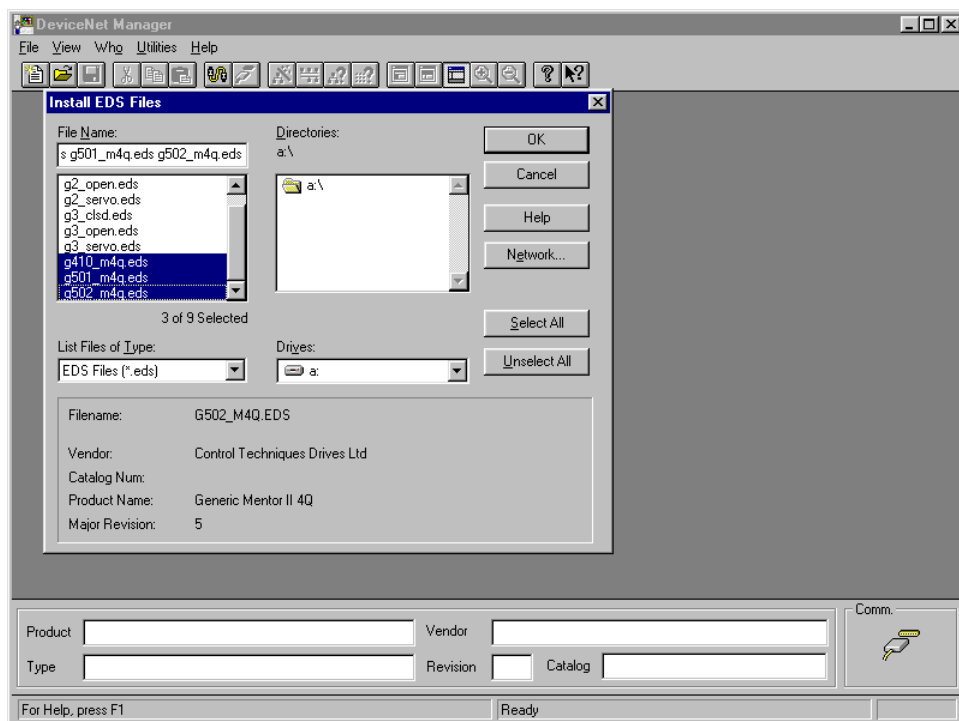 DeviceNet Manager
File View Who Utilities Help
Install EDS Files
File Name:
s g501_m4q.eds g502_m4q.eds
g2_open.eds
g2_servo.eds
g3_clsd.eds
g3_open.eds
g3_servo.eds
g410_m4q.eds
g501_m4q.eds
g502_m4q.eds
3 of 9 Selected
List Files of Type:
EDS Files (*.eds)
Directories:
a:\
a:\
Drives:
a:
OK
Cancel
Help
Network...
Select All
Unselect All
Filename: G502_M4Q.EDS
Vendor: Control Techniques Drives Ltd
Catalog Num:
Product Name: Generic Mentor II 4Q
Major Revision: 5
Product
Vendor
Type
Revision
Catalog
Comm.
For Help, press F1
Ready